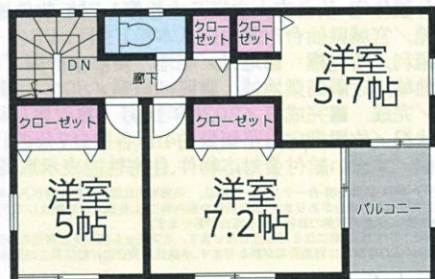 クロー
ゼット
クロー
ゼット
洋室
5.7帖
DN
廊下
クローゼット
クローゼット
洋室
5帖
洋室
7.2帖
バルコニー